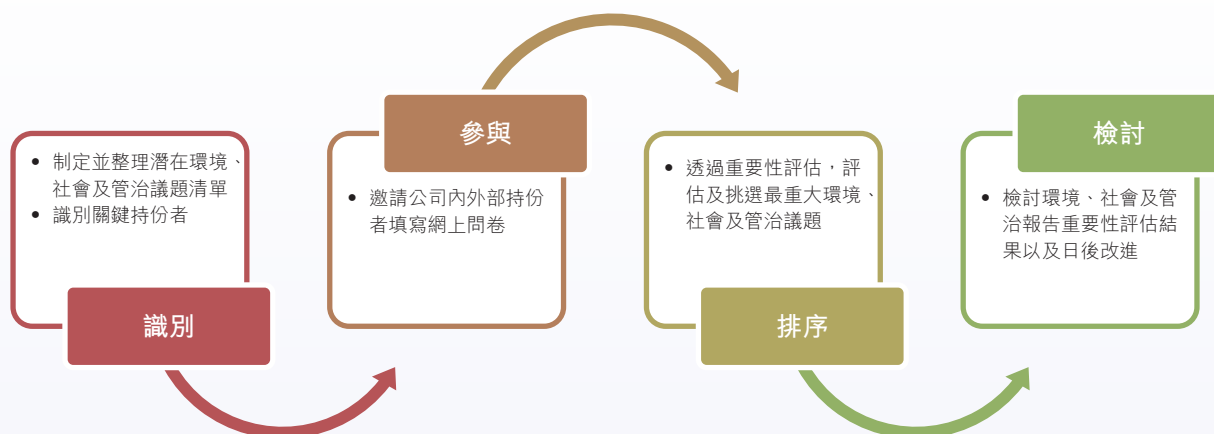 • 制定並整理潛在環境、
社會及管治議題清單
• 識別關鍵持份者
識別
參與
• 邀請公司內外部持份
者填寫網上問卷
• 透過重要性評估，評
估及挑選最重大環境、
社會及管治議題
排序
檢討
• 檢討環境、社會及管
治報告重要性評估結
果以及日後改進